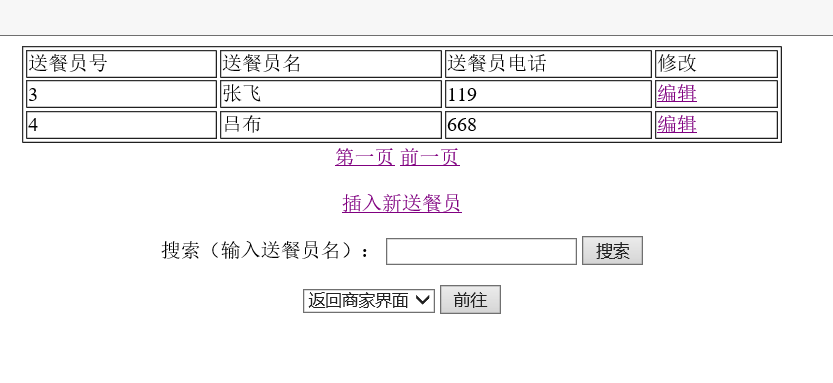 送餐员号 送餐员名 送餐员电话 修改
3 张飞 119 编辑
4 吕布 668 编辑
第一页 前一页
插入新送餐员
搜索（输入送餐员名）： 搜索
返回商家界面 前往